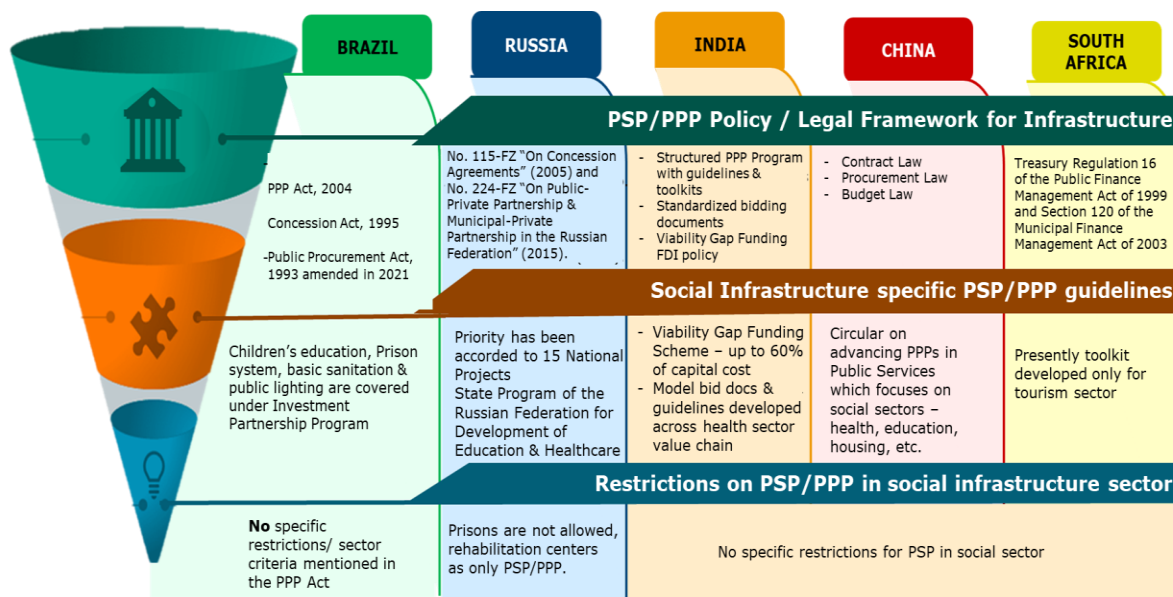 BRAZIL
RUSSIA
INDIA
CHINA
SOUTH
AFRICA
PSP/PPP Policy / Legal Framework for Infrastructure
-
PPP Act, 2004
Concession Act, 1995
-Public Procurement Act,
1993 amended in 2021
No. 115-FZ “On Concession
Agreements” (2005) and
No. 224-FZ “On Public-
Private Partnership &
Municipal-Private
Partnership in the Russian
Federation” (2015).
- Structured PPP Program
with guidelines &
toolkits
- Standardized bidding
documents
- Viability Gap Funding
FDI policy
- Contract Law
- Procurement Law
- Budget Law
Treasury Regulation 16
of the Public Finance
Management Act of 1999
and Section 120 of the
Municipal Finance
Management Act of 2003
Social Infrastructure specific PSP/PPP guidelines
Children’s education, Prison
system, basic sanitation &
public lighting are covered
under Investment
Partnership Program
Priority has been
accorded to 15 National
Projects
State Program of the
Russian Federation for
Development of
Education & Healthcare
- Viability Gap Funding
Scheme – up to 60%
of capital cost
- Model bid docs &
guidelines developed
across health sector
value chain
Circular on
advancing PPPs in
Public Services
which focuses on
social sectors –
health, education,
housing, etc.
Presently toolkit
developed only for
tourism sector
Restrictions on PSP/PPP in social infrastructure sector
No specific
restrictions/ sector
criteria mentioned in
the PPP Act
Prisons are not allowed,
rehabilitation centers
as only PSP/PPP.
No specific restrictions for PSP in social sector